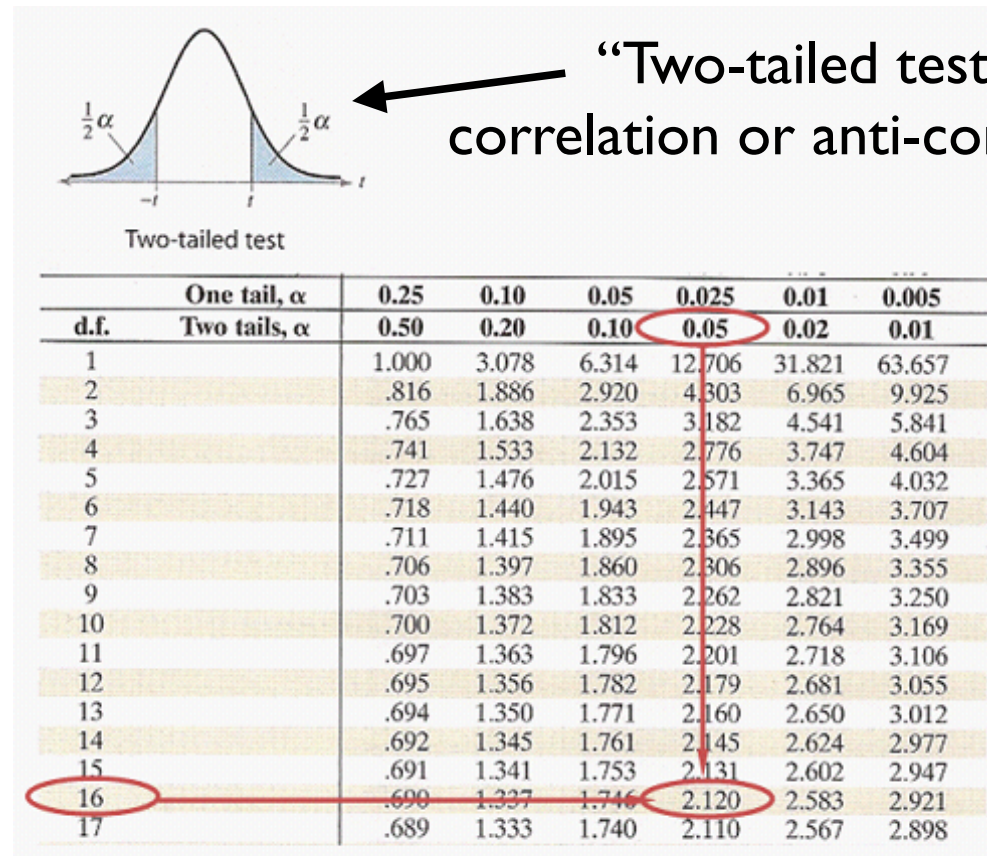 “Two-tailed test
correlation or anti-co
½α
½α
−t
t
t
Two-tailed test
One tail, α 0.25 0.10 0.05 0.025 0.01 0.005
d.f. Two tails, α 0.50 0.20 0.10 0.05 0.02 0.01
1 1.000 3.078 6.314 12.706 31.821 63.657
2 .816 1.886 2.920 4.303 6.965 9.925
3 .765 1.638 2.353 3.182 4.541 5.841
4 .741 1.533 2.132 2.776 3.747 4.604
5 .727 1.476 2.015 2.571 3.365 4.032
6 .718 1.440 1.943 2.447 3.143 3.707
7 .711 1.415 1.895 2.365 2.998 3.499
8 .706 1.397 1.860 2.306 2.896 3.355
9 .703 1.383 1.833 2.262 2.821 3.250
10 .700 1.372 1.812 2.228 2.764 3.169
11 .697 1.363 1.796 2.201 2.718 3.106
12 .695 1.356 1.782 2.179 2.681 3.055
13 .694 1.350 1.771 2.160 2.650 3.012
14 .692 1.345 1.761 2.145 2.624 2.977
15 .691 1.341 1.753 2.131 2.602 2.947
16 .690 1.337 1.746 2.120 2.583 2.921
17 .689 1.333 1.740 2.110 2.567 2.898